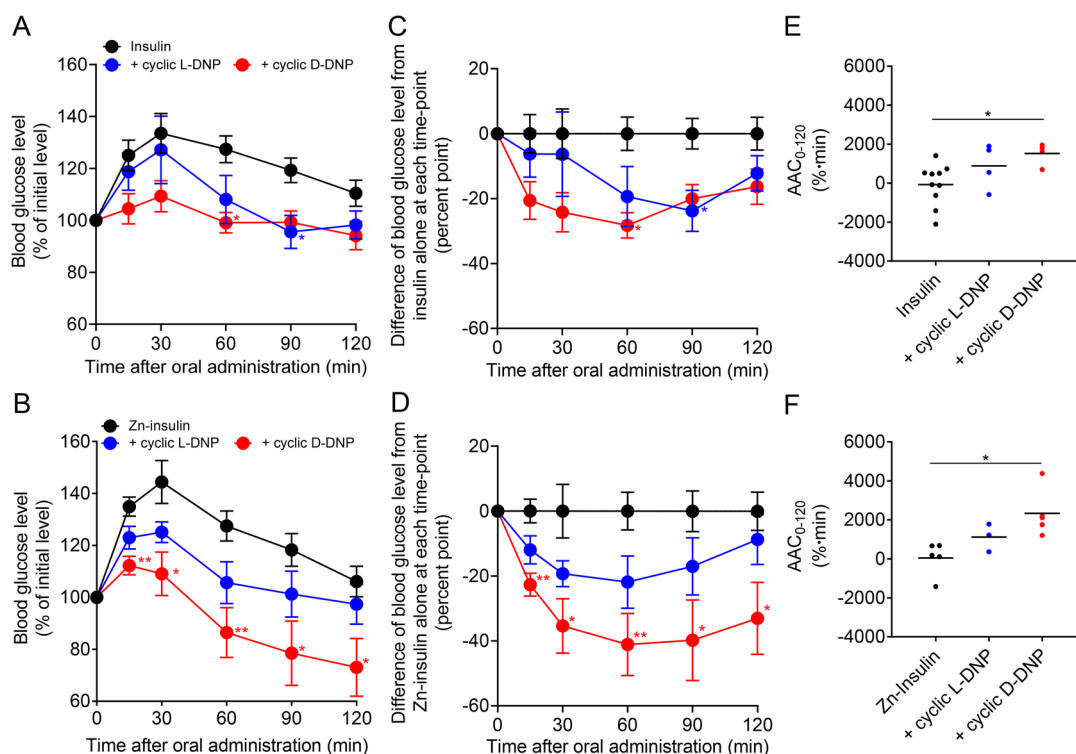 A
Insulin
+ cyclic L-DNP + cyclic D-DNP
160
140
120
100
80
60
0 30 60 90 120
Blood glucose level
(% of initial level)
Time after oral administration (min)
*
*
C
20
0
-20
-40
-60
0 30 60 90 120
Difference of blood glucose level from
insulin alone at each time-point
(percent point)
Time after oral administration (min)
*
*
E
6000
4000
2000
0
-2000
-4000
AAC0-120
(%·min)
*
Insulin
+ cyclic L-DNP
+ cyclic D-DNP
B
Zn-insulin
+ cyclic L-DNP + cyclic D-DNP
160
140
120
100
80
60
0 30 60 90 120
Blood glucose level
(% of initial level)
Time after oral administration (min)
**
*
**
*
*
D
20
0
-20
-40
-60
0 30 60 90 120
Difference of blood glucose level from
Zn-insulin alone at each time-point
(percent point)
Time after oral administration (min)
**
*
**
*
*
F
6000
4000
2000
0
-2000
-4000
AAC0-120
(%·min)
*
Zn-Insulin
+ cyclic L-DNP
+ cyclic D-DNP